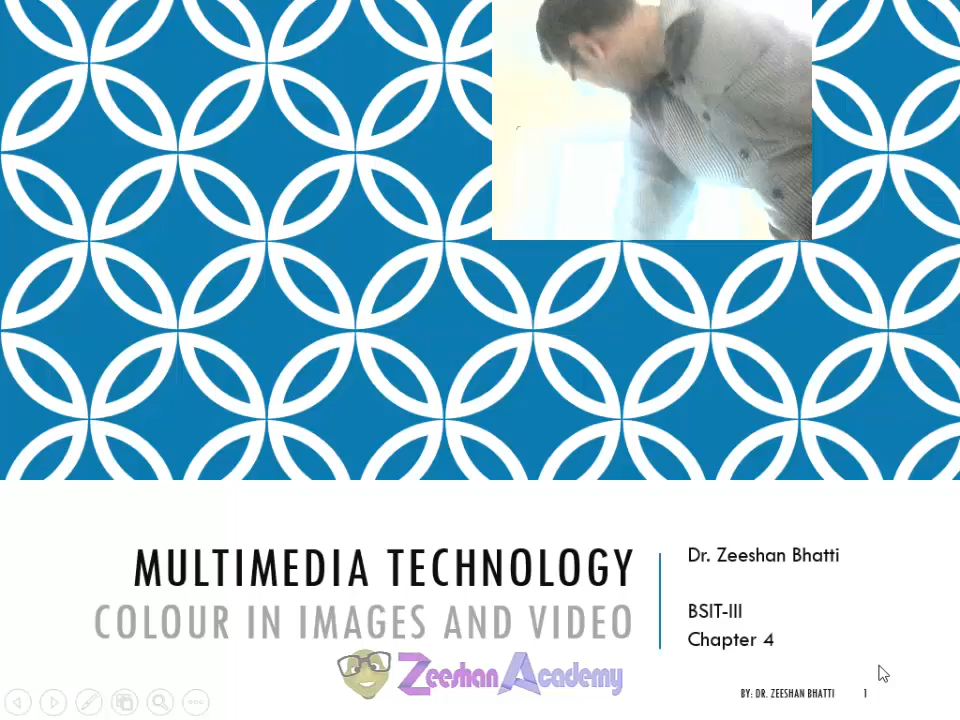 MULTIMEDIA TECHNOLOGY
COLOUR IN IMAGES AND VIDEO
Dr. Zeeshan Bhatti
BSIT-III
Chapter 4
Zeeshan Academy
BY: DR. ZEESHAN BHATTI 1